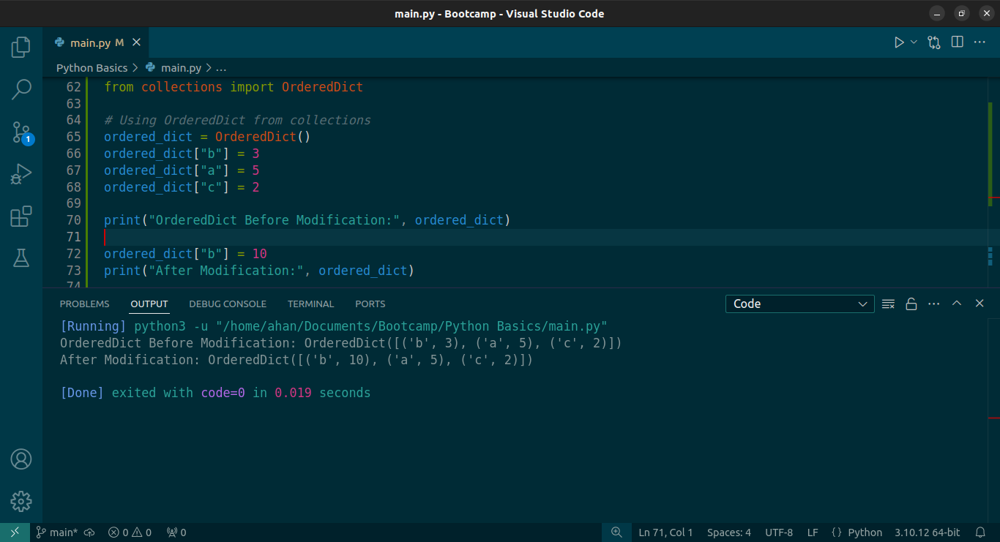 main.py - Bootcamp - Visual Studio Code
main.py M
Python Basics > main.py > ...
62 from collections import OrderedDict
63
64 # Using OrderedDict from collections
65 ordered_dict = OrderedDict()
66 ordered_dict["b"] = 3
67 ordered_dict["a"] = 5
68 ordered_dict["c"] = 2
69
70 print("OrderedDict Before Modification:", ordered_dict)
71
72 ordered_dict["b"] = 10
73 print("After Modification:", ordered_dict)
74
1
PROBLEMS OUTPUT DEBUG CONSOLE TERMINAL PORTS Code
[Running] python3 -u "/home/ahan/Documents/Bootcamp/Python Basics/main.py"
OrderedDict Before Modification: OrderedDict([('b', 3), ('a', 5), ('c', 2)])
After Modification: OrderedDict([('b', 10), ('a', 5), ('c', 2)])
[Done] exited with code=0 in 0.019 seconds
main* 0 0 0 Ln 71, Col 1 Spaces: 4 UTF-8 LF {} Python 3.10.12 64-bit